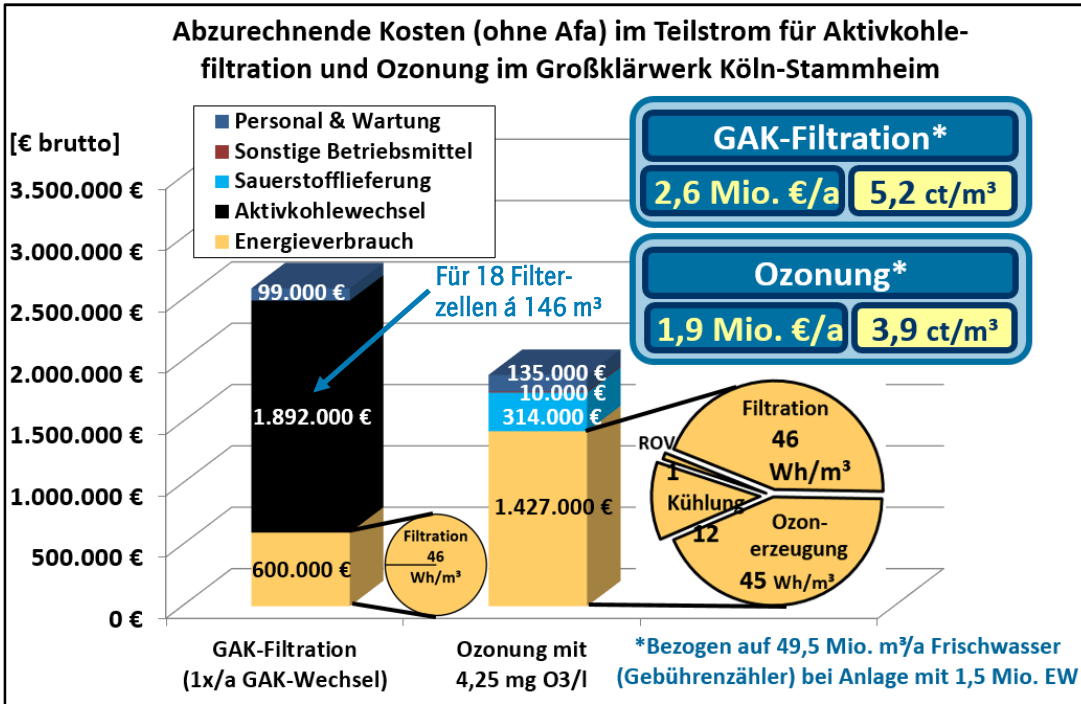 Abzurechnende Kosten (ohne Afa) im Teilstrom für Aktivkohle-
filtration und Ozonung im Großklärwerk Köln-Stammheim
[€ brutto]
3.500.000 €
3.000.000 €
2.500.000 €
2.000.000 €
1.500.000 €
1.000.000 €
500.000 €
0 €
Personal & Wartung
Sonstige Betriebsmittel
Sauerstofflieferung
Aktivkohlewechsel
Energieverbrauch
GAK-Filtration*
2,6 Mio. €/a
5,2 ct/m³
Ozonung*
1,9 Mio. €/a
3,9 ct/m³
Für 18 Filter-
zellen á 146 m³
99.000 €
1.892.000 €
600.000 €
Filtration
46
Wh/m³
135.000 €
10.000 €
314.000 €
1.427.000 €
Filtration
46
Wh/m³
ROV
1
Kühlung
12
Ozon-
erzeugung
45 Wh/m³
GAK-Filtration
(1x/a GAK-Wechsel)
Ozonung mit
4,25 mg O3/l
*Bezogen auf 49,5 Mio. m³/a Frischwasser
(Gebührenzähler) bei Anlage mit 1,5 Mio. EW